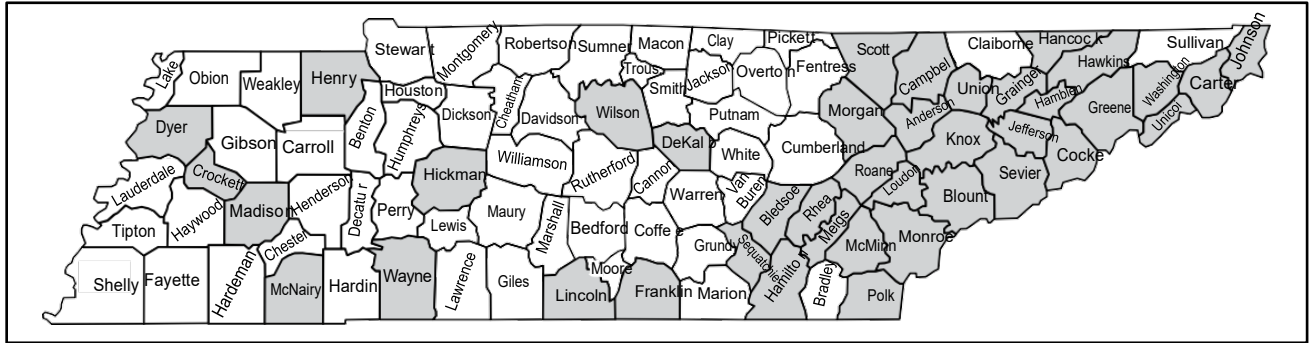 Lake
Obion
Weakley
Henry
Stewart
Montgomery
Robertson
Sumner
Macon
Clay
Pickett
Scott
Campbel
Claiborne
Hancock
Hawkins
Sullivan
Johnson
Carter
Washington
Unicoi
Greene
Hamblen
Grainger
Union
Anderson
Morgan
Fentress
Overton
Jackson
Trous
Smith
Wilson
Davidson
Cheatham
Dickson
Houston
Humphreys
Benton
Carroll
Gibson
Dyer
Crockett
Lauderdale
Tipton
Haywood
Madison
Henderson
Decatur
Perry
Hickman
Williamson
Rutherford
Cannon
DeKalb
Putnam
White
Cumberland
Roane
Loudon
Knox
Jefferson
Cocke
Sevier
Blount
Monroe
McMinn
Meigs
Rhea
Bledsoe
Van
Buren
Warren
Coffee
Bedford
Marshall
Maury
Lewis
Chester
Shelly
Fayette
Hardeman
McNairy
Hardin
Wayne
Lawrence
Giles
Lincoln
Moore
Franklin
Grundy
Marion
Sequatchie
Hamilton
Bradley
Polk